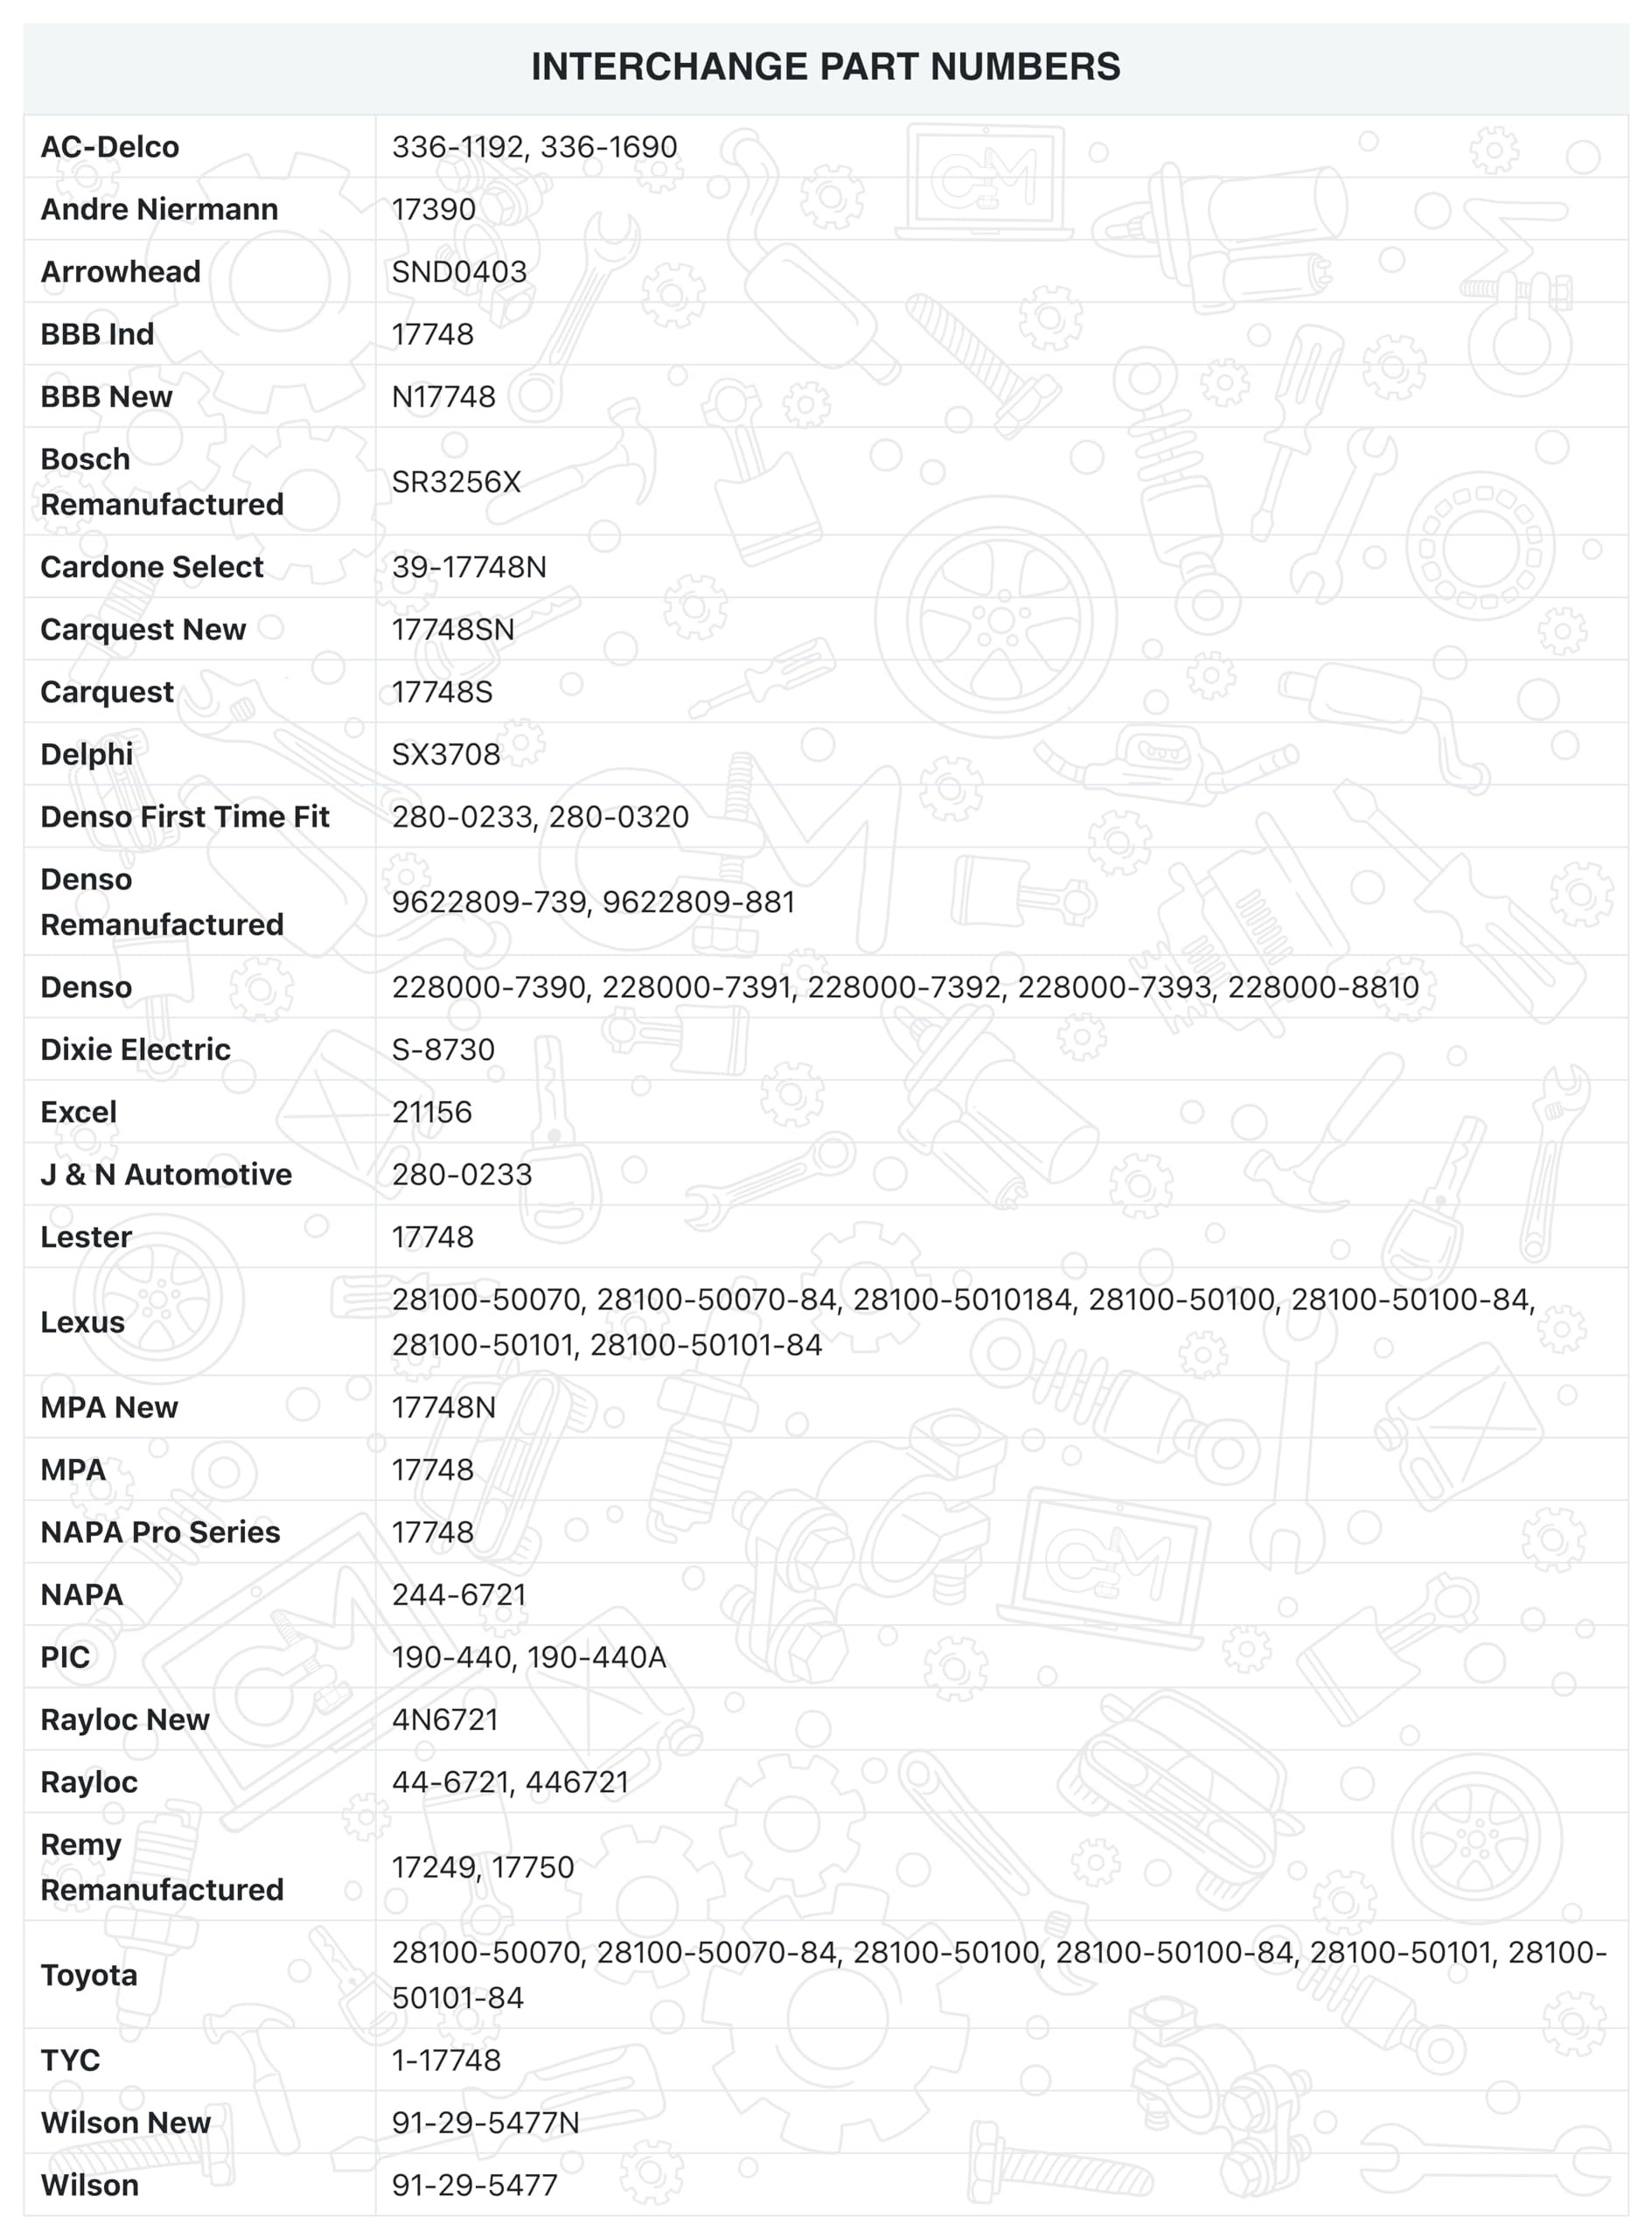 INTERCHANGE PART NUMBERS
AC-Delco 336-1192, 336-1690
Andre Niermann 17390
Arrowhead SND0403
BBB Ind 17748
BBB New N17748
Bosch
Remanufactured
SR3256X
Cardone Select 39-17748N
Carquest New 17748SN
Carquest 17748S
Delphi SX3708
Denso First Time Fit 280-0233, 280-0320
Denso
Remanufactured
9622809-739, 9622809-881
Denso 228000-7390, 228000-7391, 228000-7392, 228000-7393, 228000-8810
Dixie Electric S-8730
Excel 21156
J & N Automotive 280-0233
Lester 17748
Lexus
28100-50070, 28100-50070-84, 28100-5010184, 28100-50100, 28100-50100-84,
28100-50101, 28100-50101-84
MPA New 17748N
MPA 17748
NAPA Pro Series 17748
NAPA 244-6721
PIC 190-440, 190-440A
Rayloc New 4N6721
Rayloc 44-6721, 446721
Remy
Remanufactured
17249, 17750
Toyota
28100-50070, 28100-50070-84, 28100-50100, 28100-50100-84, 28100-50101, 28100-
50101-84
TYC 1-17748
Wilson New 91-29-5477N
Wilson 91-29-5477